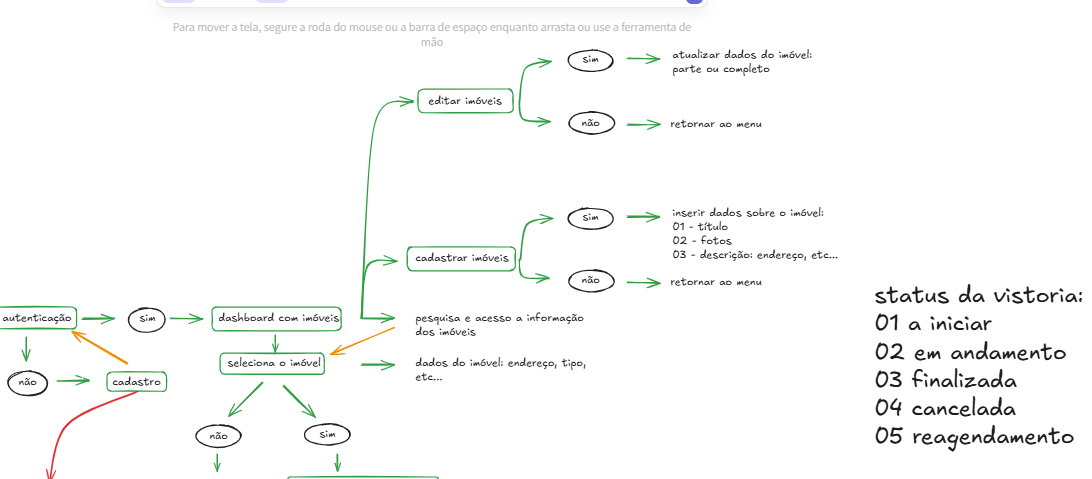 Para mover a tela, segure a roda do mouse ou a barra de espaço enquanto arrasta ou use a ferramenta de
mão
sim
atualizar dados do imóvel:
parte ou completo
editar imóveis
não
retornar ao menu
sim
inserir dados sobre o imóvel:
01 - título
02 - fotos
03 - descrição: endereço, etc...
cadastrar imóveis
não
retornar ao menu
autenticação
sim
dashboard com imóveis
pesquisa e acesso a informação
dos imóveis
seleciona o imóvel
dados do imóvel: endereço, tipo,
etc...
não
cadastro
não
sim
status da vistoria:
01 a iniciar
02 em andamento
03 finalizada
04 cancelada
05 reagendamento